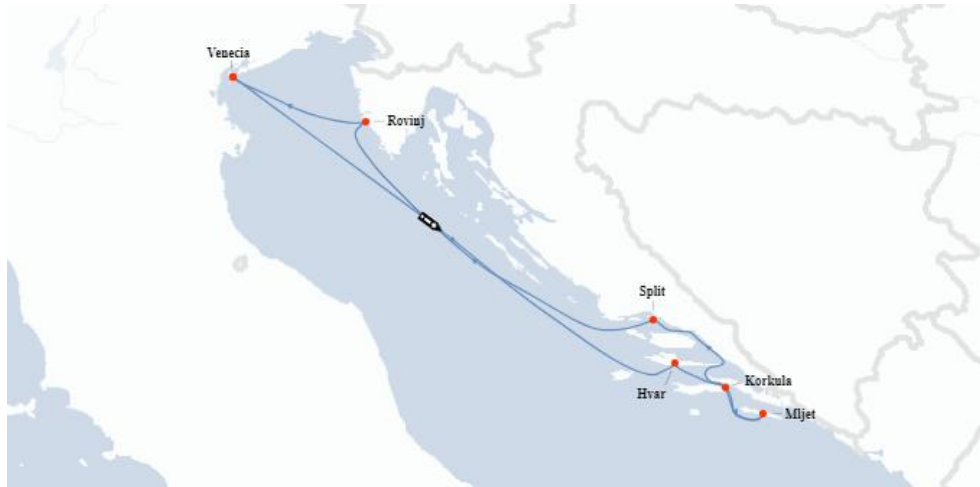 Venecia
Rovinj
Split
Korkula
Hvar
Mljet